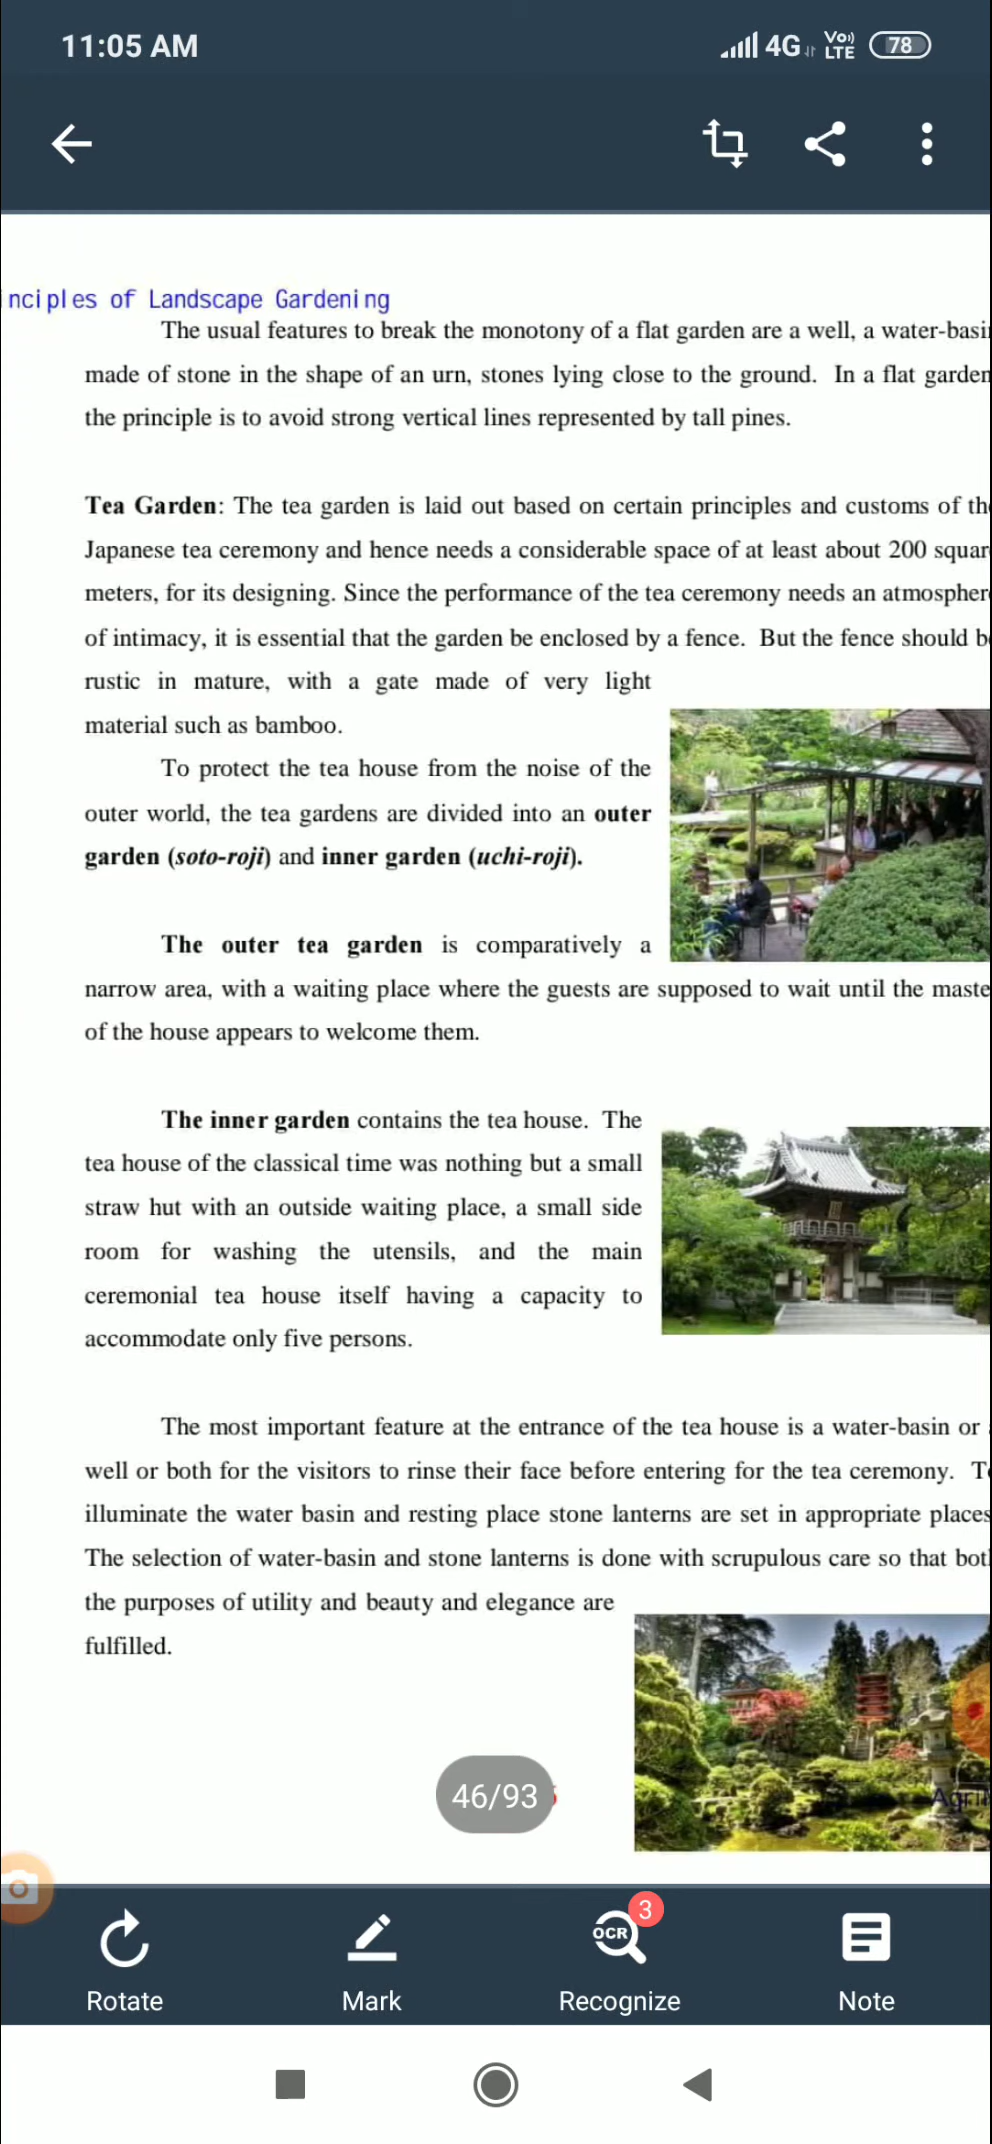 11:05 AM
4G
Vo))
LTE
78
nciples of Landscape Gardening
The usual features to break the monotony of a flat garden are a well, a water-basi
made of stone in the shape of an urn, stones lying close to the ground. In a flat garden
the principle is to avoid strong vertical lines represented by tall pines.
Tea Garden: The tea garden is laid out based on certain principles and customs of th
Japanese tea ceremony and hence needs a considerable space of at least about 200 squar
meters, for its designing. Since the performance of the tea ceremony needs an atmospher
of intimacy, it is essential that the garden be enclosed by a fence. But the fence should b
rustic in mature, with a gate made of very light
material such as bamboo.
To protect the tea house from the noise of the
outer world, the tea gardens are divided into an outer
garden (soto-roji) and inner garden (uchi-roji).
The outer tea garden is comparatively a
narrow area, with a waiting place where the guests are supposed to wait until the maste
of the house appears to welcome them.
The inner garden contains the tea house. The
tea house of the classical time was nothing but a small
straw hut with an outside waiting place, a small side
room for washing the utensils, and the main
ceremonial tea house itself having a capacity to
accommodate only five persons.
The most important feature at the entrance of the tea house is a water-basin or
well or both for the visitors to rinse their face before entering for the tea ceremony. T
illuminate the water basin and resting place stone lanterns are set in appropriate places
The selection of water-basin and stone lanterns is done with scrupulous care so that bot
the purposes of utility and beauty and elegance are
fulfilled.
46/93
Agri
OCR
3
Rotate
Mark
Recognize
Note